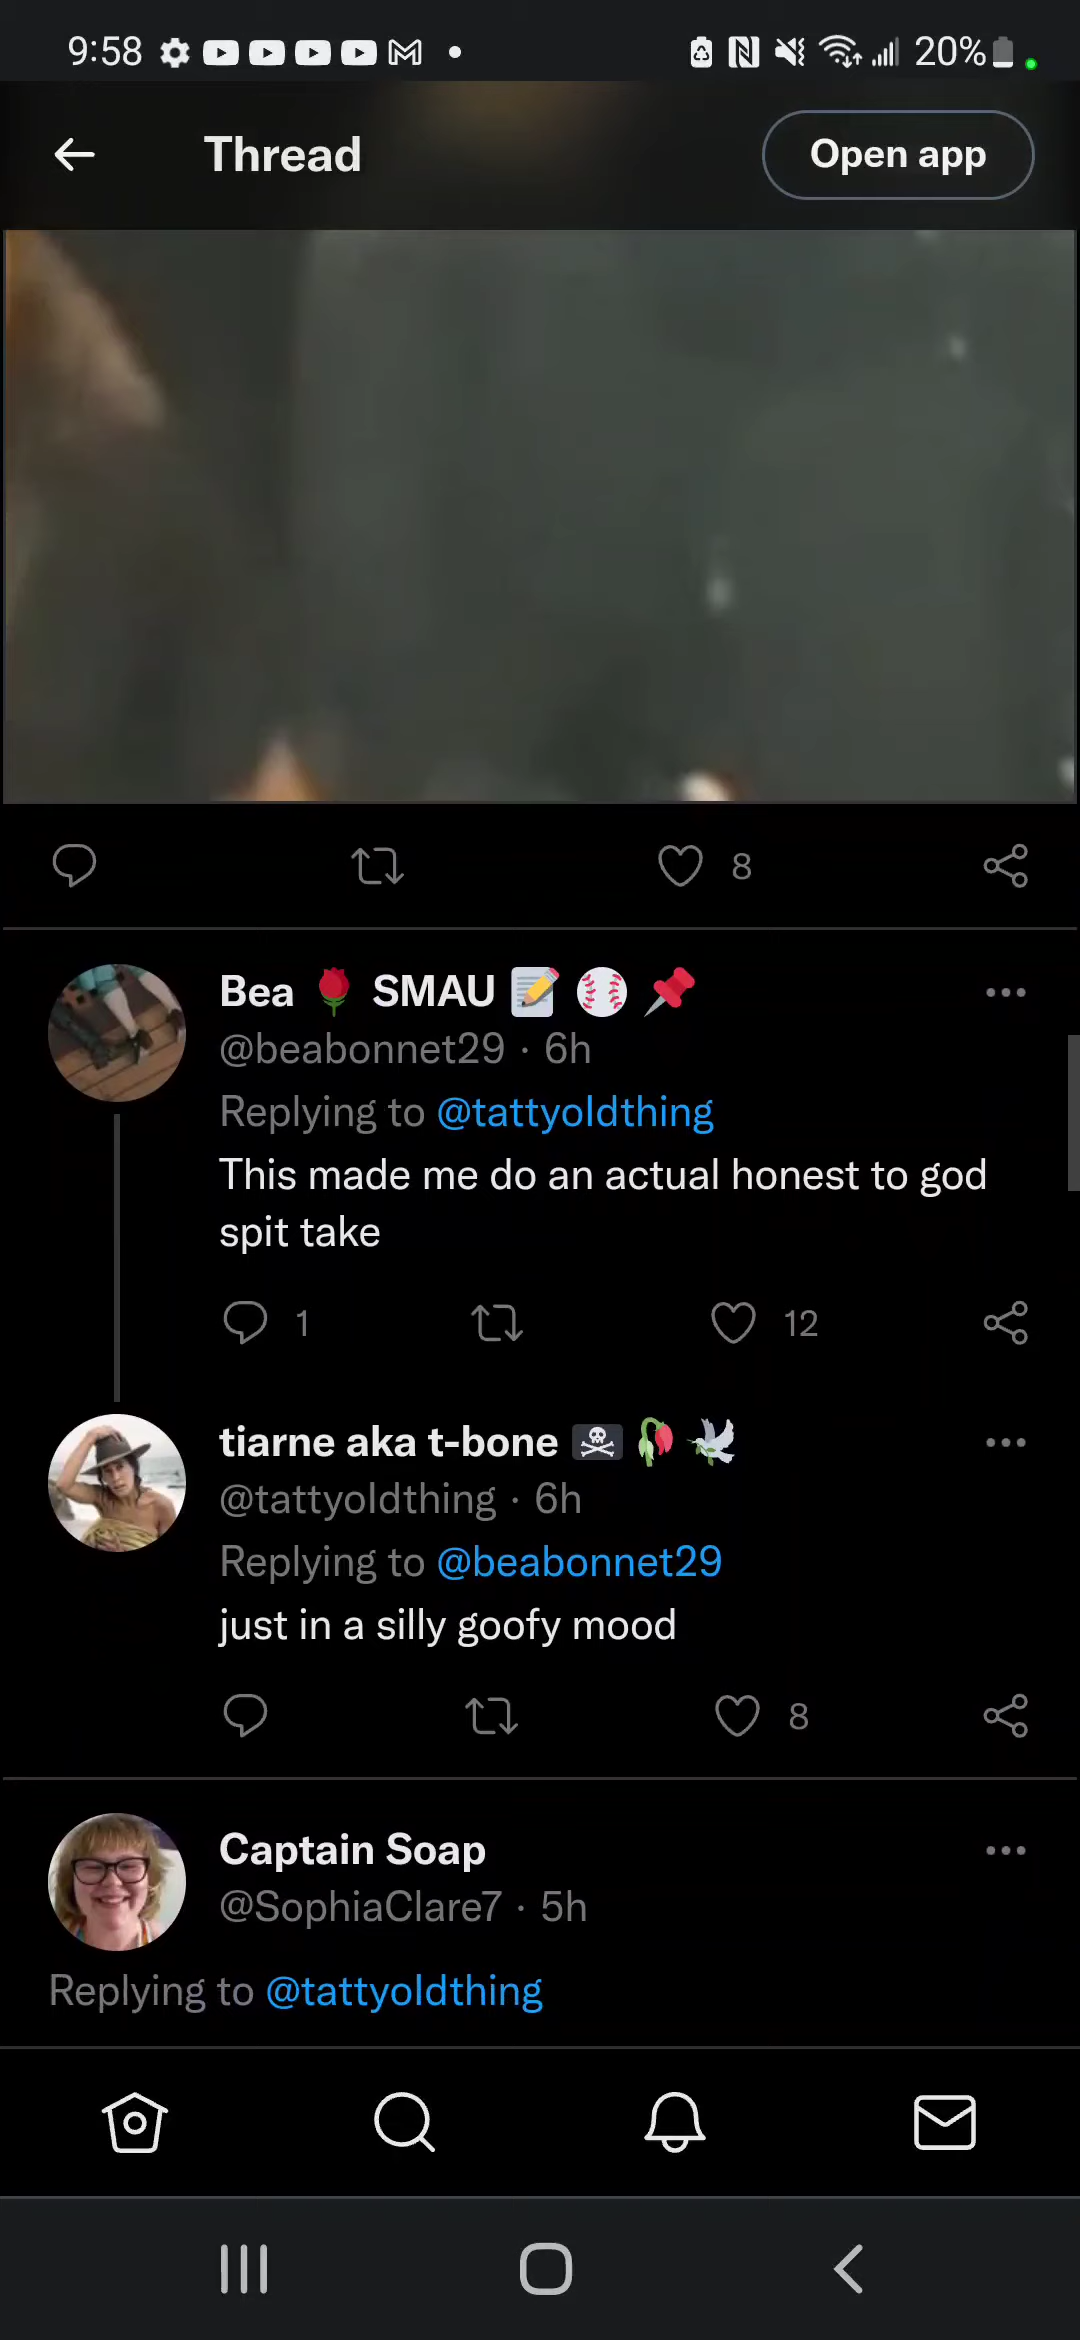 9:58 20%
Thread Open app
8
Bea 🌹 SMAU 📝 ⚾ 📌
@beabonnet29 · 6h
Replying to @tattyoldthing
This made me do an actual honest to god
spit take
1 12
tiarne aka t-bone 🏴‍☠️ 🥀 🕊️
@tattyoldthing · 6h
Replying to @beabonnet29
just in a silly goofy mood
8
Captain Soap
@SophiaClare7 · 5h
Replying to @tattyoldthing